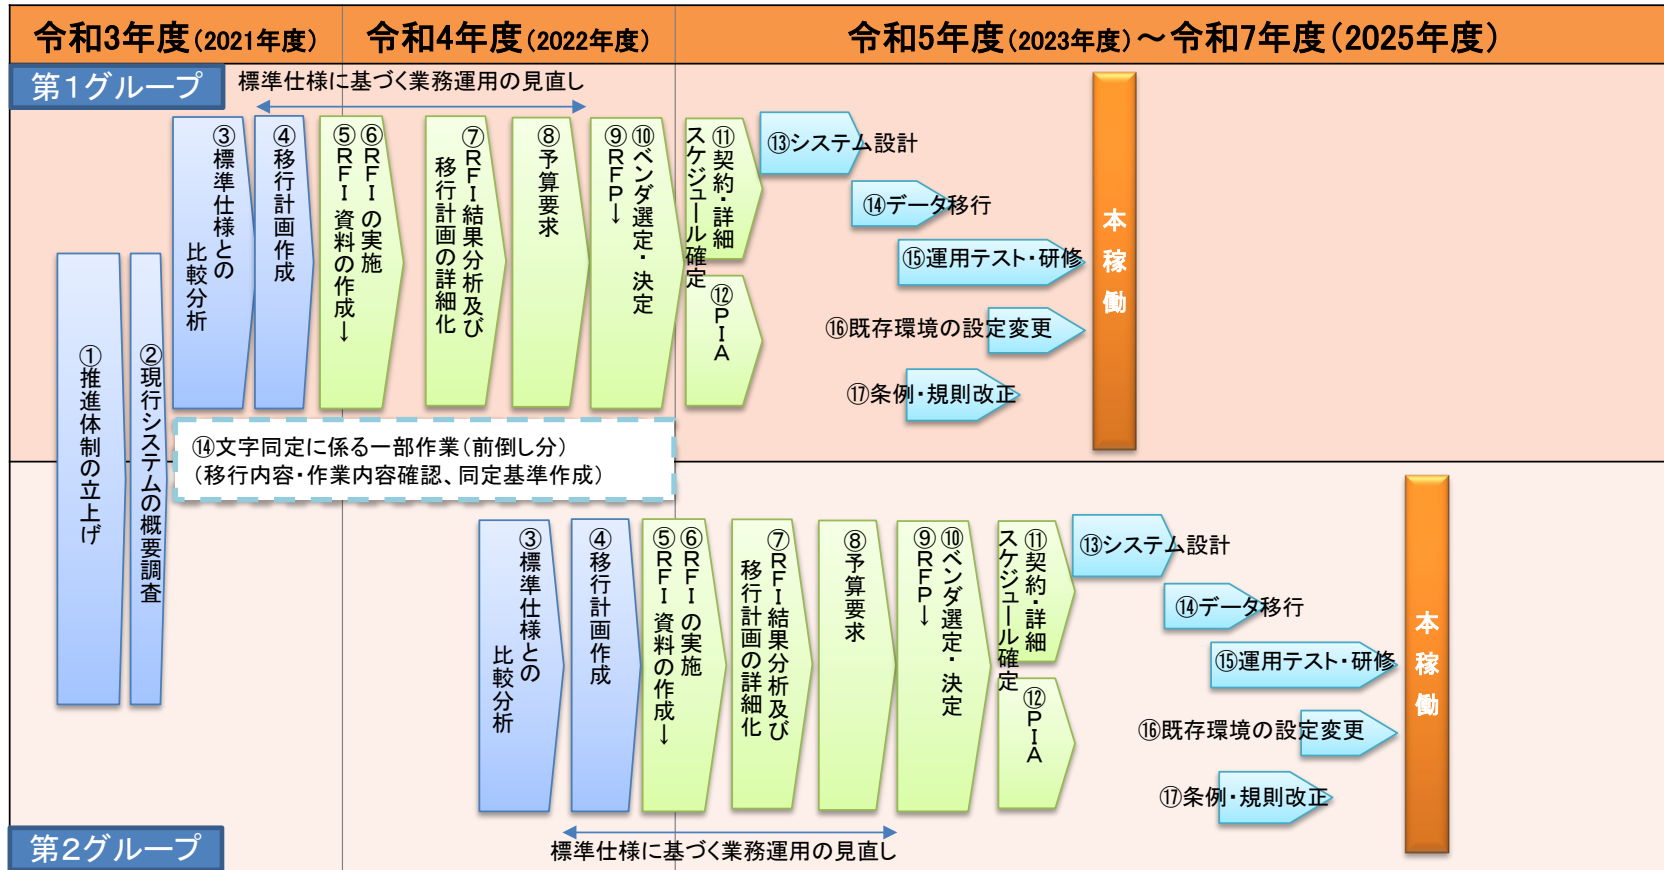 令和3年度(2021年度)
令和4年度(2022年度)
令和5年度(2023年度)～令和7年度(2025年度)
第1グループ
標準仕様に基づく業務運用の見直し
①推進体制の立上げ
②現行システムの概要調査
③標準仕様との
比較分析
④移行計画作成
⑥RFIの実施
⑤RFI資料の作成↓
⑦RFI結果分析及び
移行計画の詳細化
⑧予算要求
⑩ベンダ選定・決定
⑨RFP↓
⑪契約・詳細
スケジュール確定
⑫PIA
⑬システム設計
⑭データ移行
⑮運用テスト・研修
⑯既存環境の設定変更
⑰条例・規則改正
本稼働
⑭文字同定に係る一部作業(前倒し分)
(移行内容・作業内容確認、同定基準作成)
③標準仕様との
比較分析
④移行計画作成
⑥RFIの実施
⑤RFI資料の作成↓
⑦RFI結果分析及び
移行計画の詳細化
⑧予算要求
⑩ベンダ選定・決定
⑨RFP↓
⑪契約・詳細
スケジュール確定
⑫PIA
⑬システム設計
⑭データ移行
⑮運用テスト・研修
⑯既存環境の設定変更
⑰条例・規則改正
本稼働
第2グループ
標準仕様に基づく業務運用の見直し